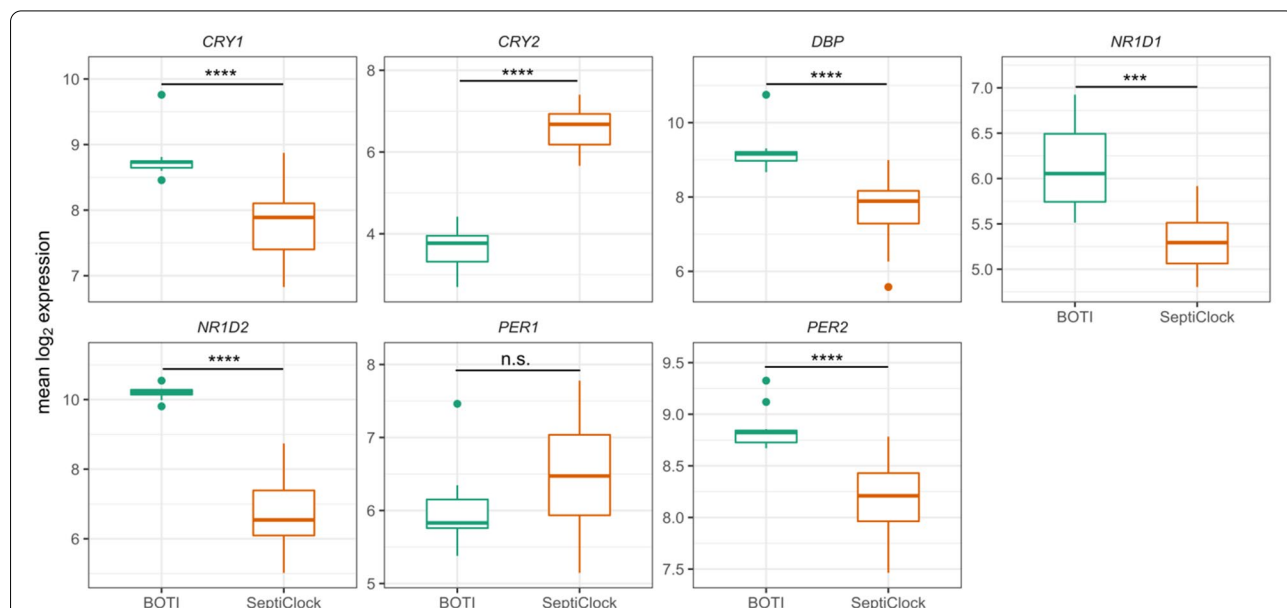 CRY1 CRY2 DBP NR1D1
**** **** **** ***
10 9 8 7
8 6 4
10 8 6
7.0 6.5 6.0 5.5 5.0
BOTI SeptiClock
mean log2 expression
NR1D2 PER1 PER2
**** n.s. ****
10 8 6
8 7 6 5
9.5 9.0 8.5 8.0 7.5
BOTI SeptiClock BOTI SeptiClock BOTI SeptiClock